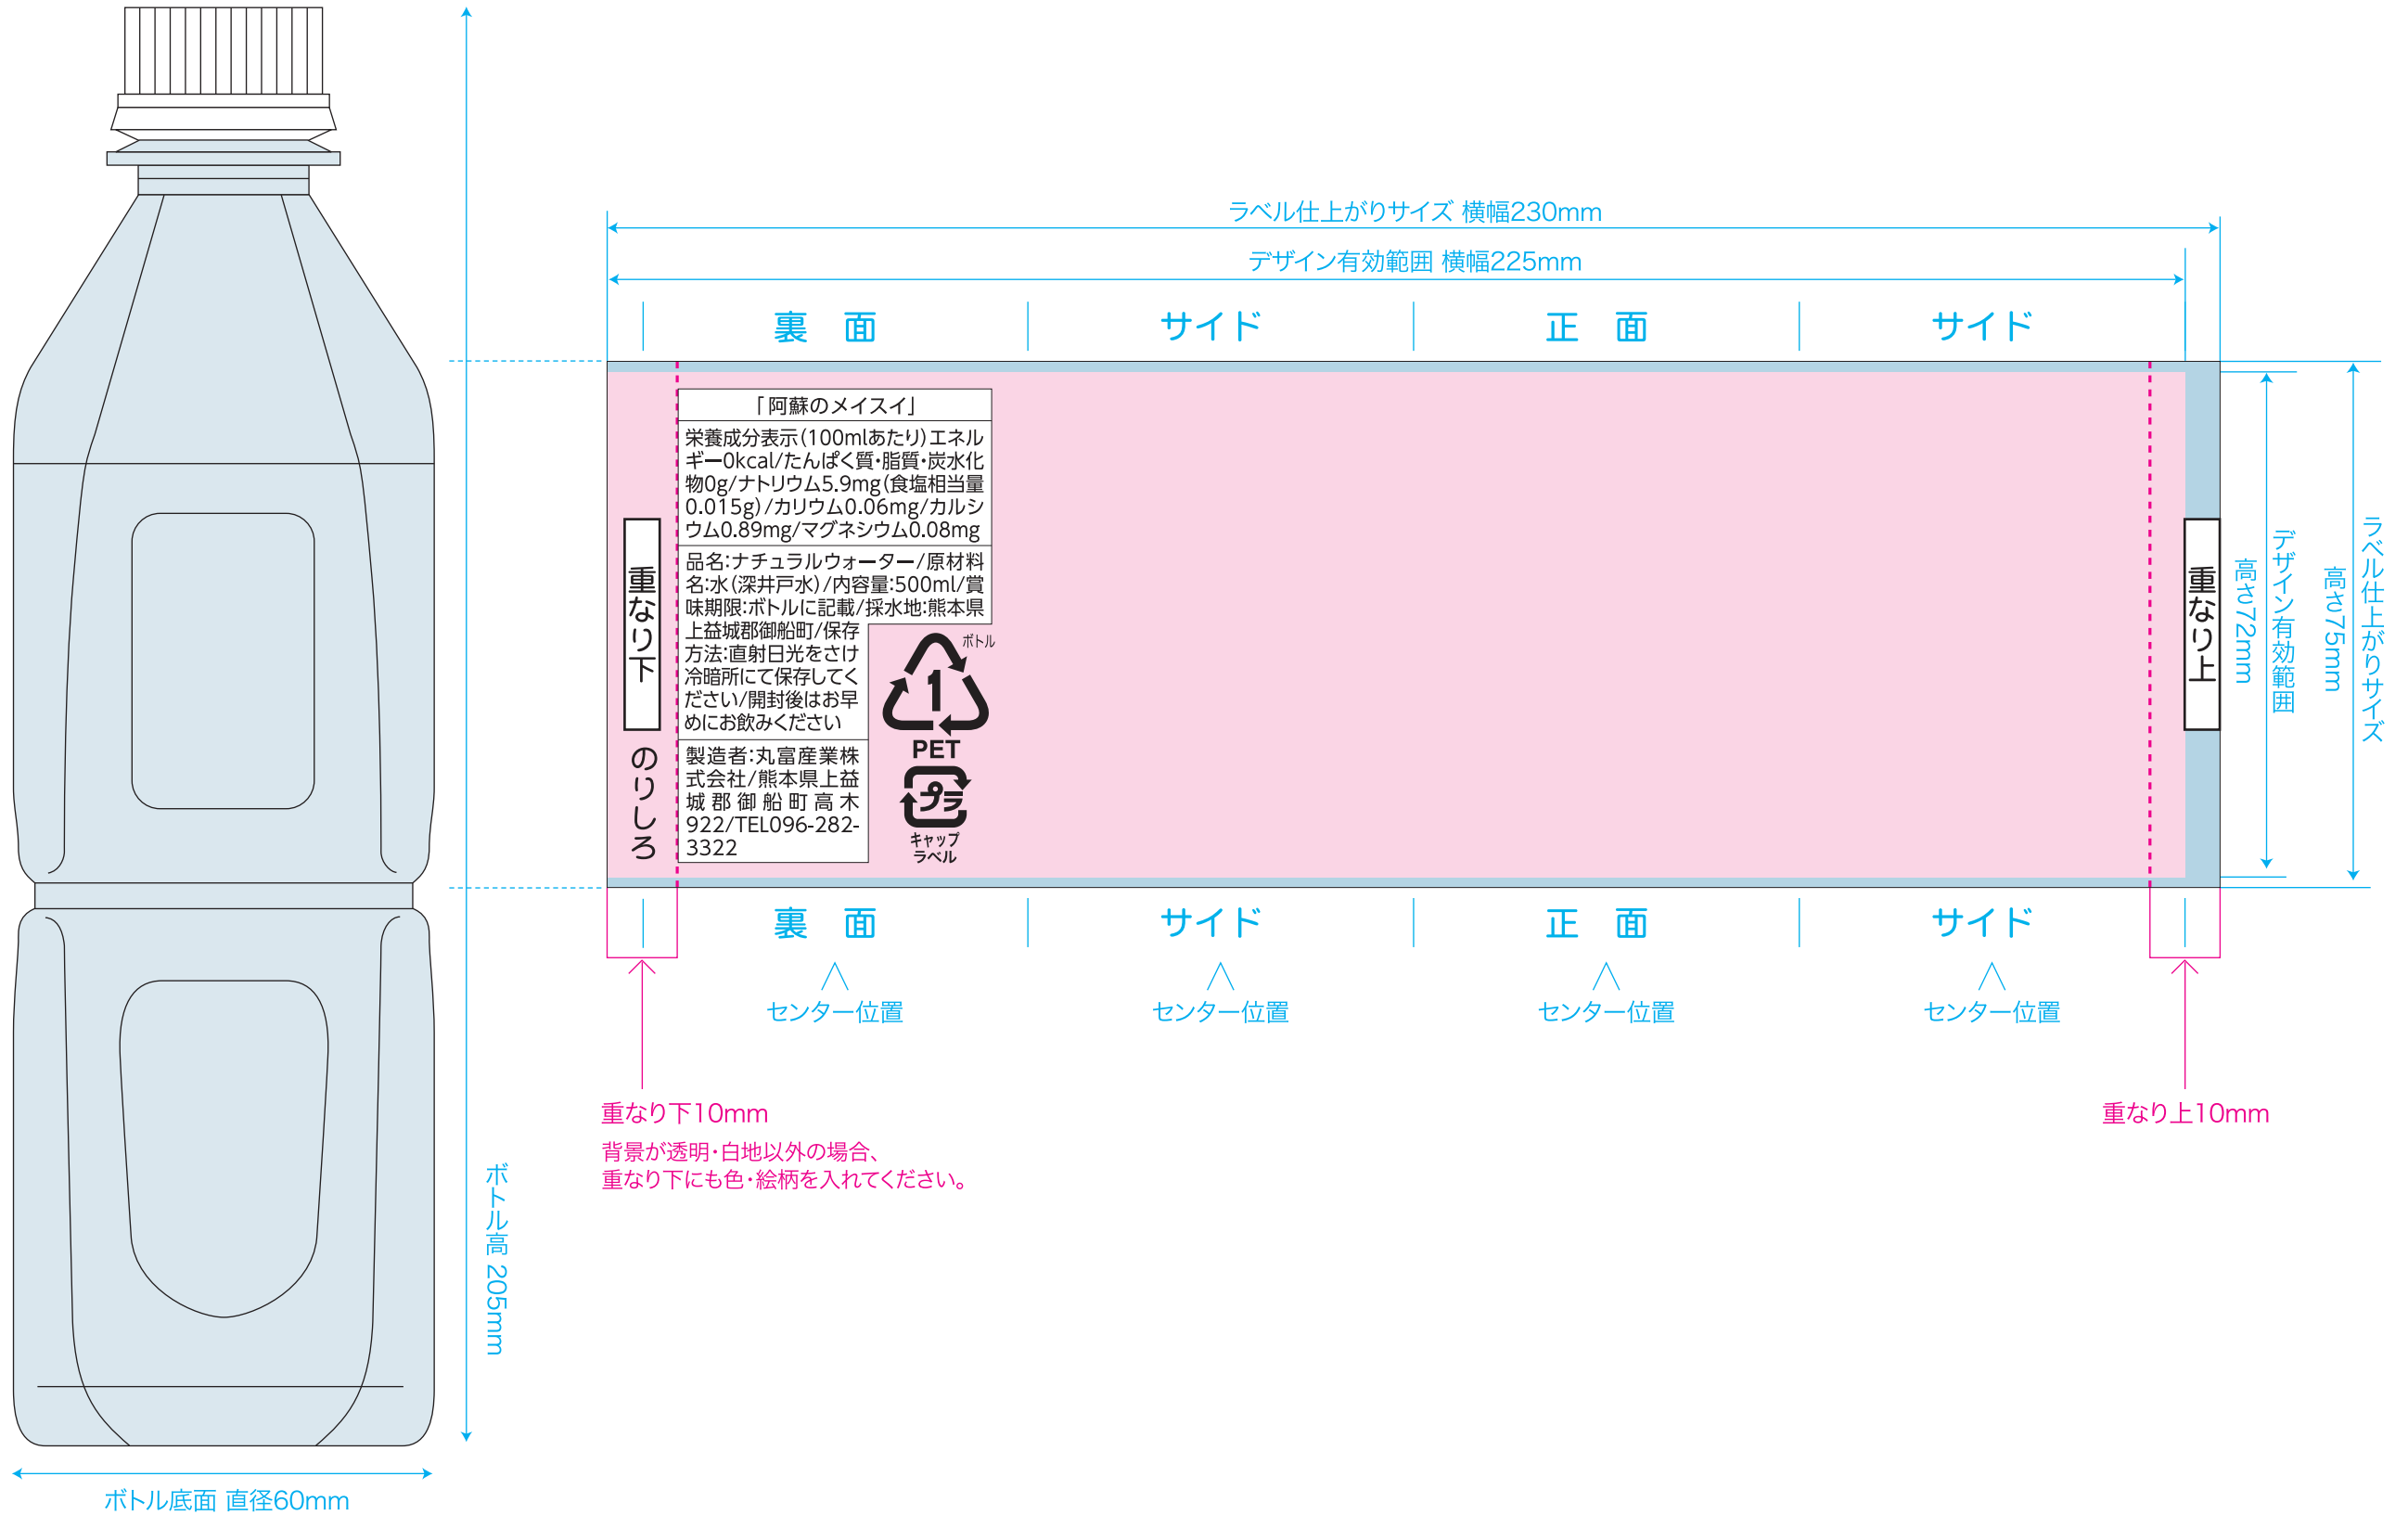 ラベル仕上がりサイズ 横幅230mm
デザイン有効範囲 横幅225mm
裏 面
サイド
正 面
サイド
「阿蘇のメイスイ」
栄養成分表示(100mlあたり)エネル
ギー0kcal/たんぱく質・脂質・炭水化
物0g/ナトリウム5.9mg(食塩相当量
0.015g)/カリウム0.06mg/カルシ
ウム0.89mg/マグネシウム0.08mg
品名:ナチュラルウォーター/原材料
名:水(深井戸水)/内容量:500ml/賞
味期限:ボトルに記載/採水地:熊本県
上益城郡御船町/保存
方法:直射日光をさけ
冷暗所にて保存してく
ださい/開封後はお早
めにお飲みください
製造者:丸富産業株
式会社/熊本県上益
城郡御船町高木
922/TEL096-282-
3322
ボトル
1
PET
プラ
キャップ
ラベル
重なり下
のりしろ
重なり上
デザイン有効範囲
高さ72mm
ラベル仕上がりサイズ
高さ75mm
裏 面
サイド
正 面
サイド
センター位置
センター位置
センター位置
センター位置
重なり下10mm
背景が透明・白地以外の場合、
重なり下にも色・絵柄を入れてください。
重なり上10mm
ボトル高 205mm
ボトル底面 直径60mm